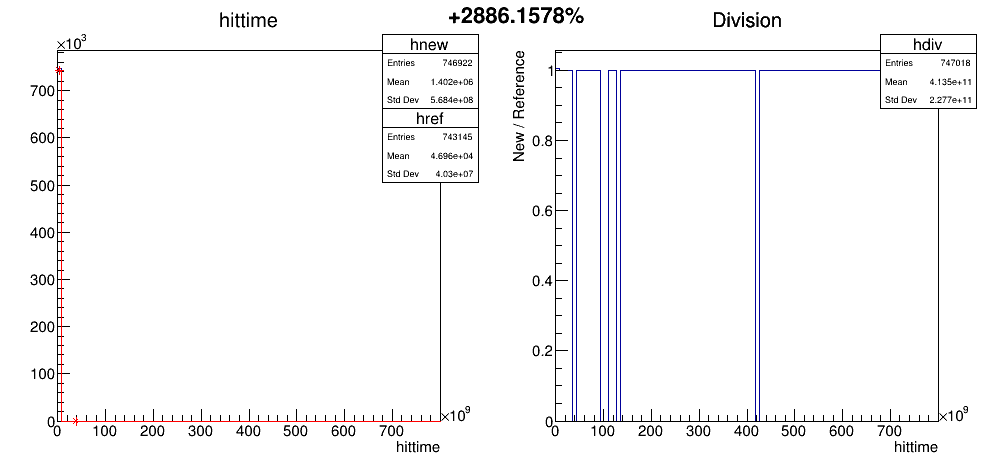 +2886.1578%
hittime
×10³
hnew
Entries 746922
Mean 1.402e+06
Std Dev 5.684e+08
href
Entries 743145
Mean 4.696e+04
Std Dev 4.03e+07
700
600
500
400
300
200
100
0
0 100 200 300 400 500 600 700
×10⁹
hittime
Division
hdiv
Entries 747018
Mean 4.135e+11
Std Dev 2.277e+11
New / Reference
1
0.8
0.6
0.4
0.2
0
0 100 200 300 400 500 600 700
×10⁹
hittime